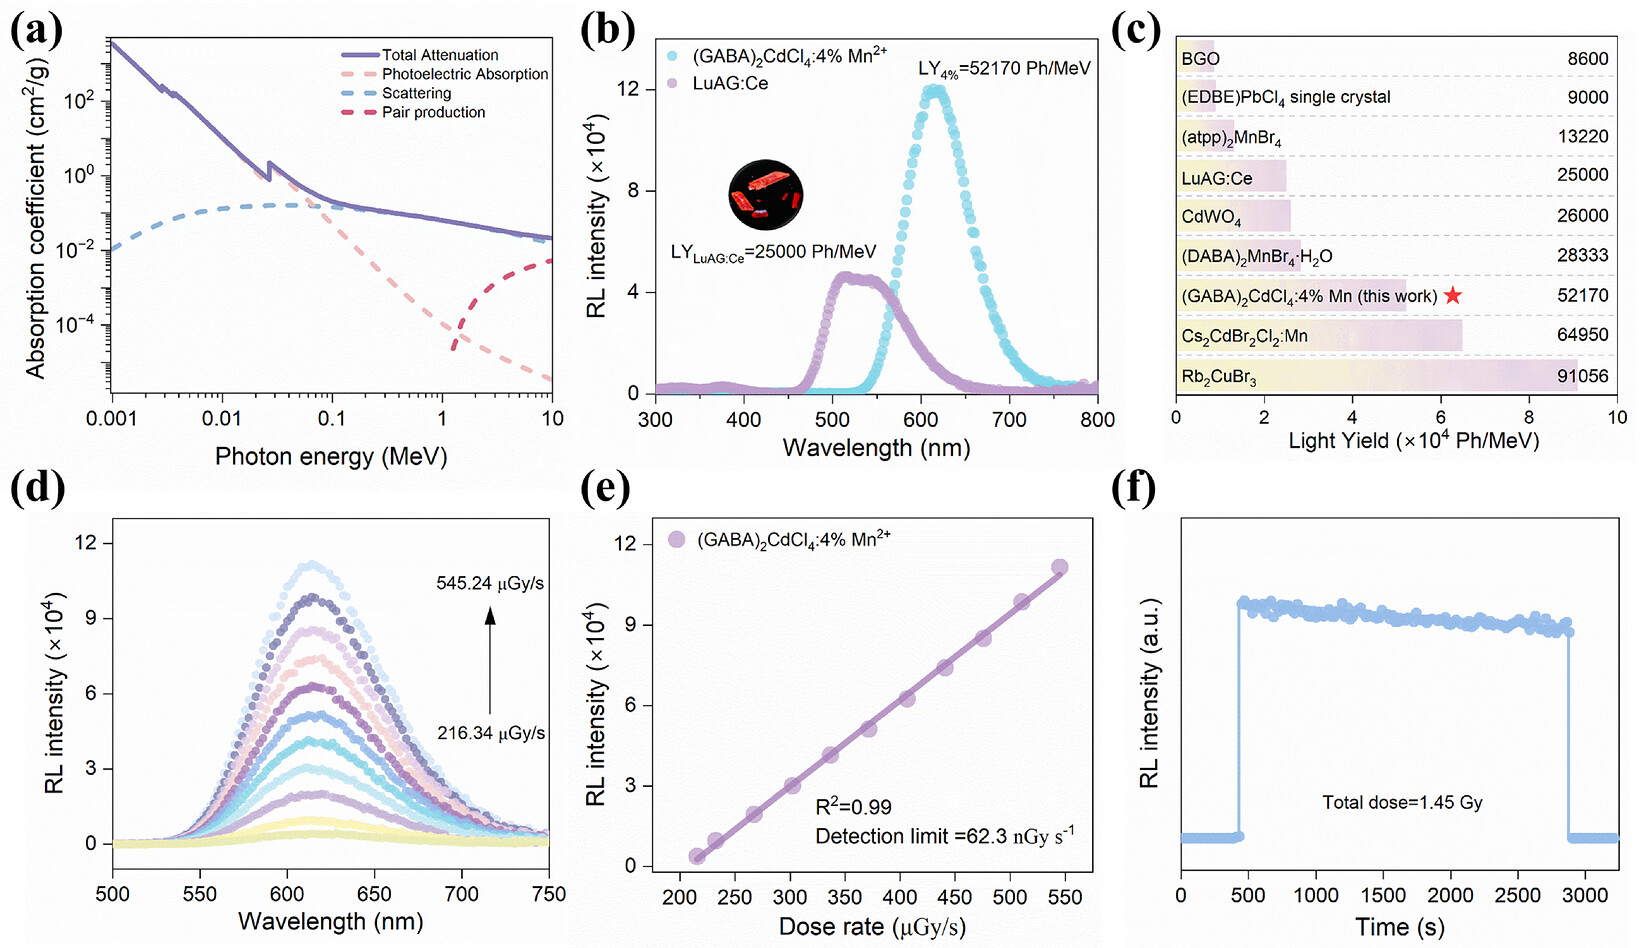 (a)
Absorption coefficient (cm²/g)
10²
10⁰
10⁻²
10⁻⁴
Total Attenuation
Photoelectric Absorption
Scattering
Pair production
0.001 0.01 0.1 1 10
Photon energy (MeV)
(b)
RL intensity (×10⁴)
12
8
4
0
(GABA)₂CdCl₄:4% Mn²⁺
LuAG:Ce
LY₄%=52170 Ph/MeV
LY_LuAG:Ce=25000 Ph/MeV
300 400 500 600 700 800
Wavelength (nm)
(c)
BGO 8600
(EDBE)PbCl₄ single crystal 9000
(atpp)₂MnBr₄ 13220
LuAG:Ce 25000
CdWO₄ 26000
(DABA)₂MnBr₄·H₂O 28333
(GABA)₂CdCl₄:4% Mn (this work) 52170
Cs₂CdBr₂Cl₂:Mn 64950
Rb₂CuBr₃ 91056
0 2 4 6 8 10
Light Yield (×10⁴ Ph/MeV)
(d)
RL intensity (×10⁴)
12
9
6
3
0
545.24 μGy/s
216.34 μGy/s
500 550 600 650 700 750
Wavelength (nm)
(e)
RL intensity (×10⁴)
12
9
6
3
0
(GABA)₂CdCl₄:4% Mn²⁺
R²=0.99
Detection limit =62.3 nGy s⁻¹
200 250 300 350 400 450 500 550
Dose rate (μGy/s)
(f)
RL intensity (a.u.)
Total dose=1.45 Gy
0 500 1000 1500 2000 2500 3000
Time (s)